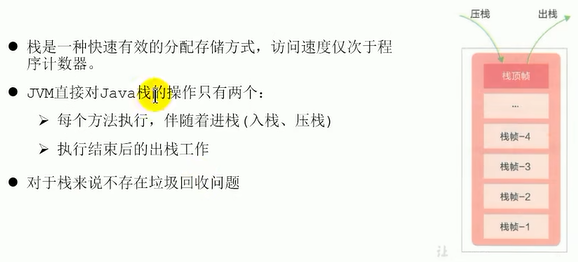 压栈 出栈
栈是一种快速有效的分配存储方式，访问速度仅次于程
序计数器。
JVM直接对Java栈的操作只有两个：
每个方法执行，伴随着进栈(入栈、压栈)
执行结束后的出栈工作
对于栈来说不存在垃圾回收问题
栈顶帧
...
栈帧-4
栈帧-3
栈帧-2
栈帧-1
让